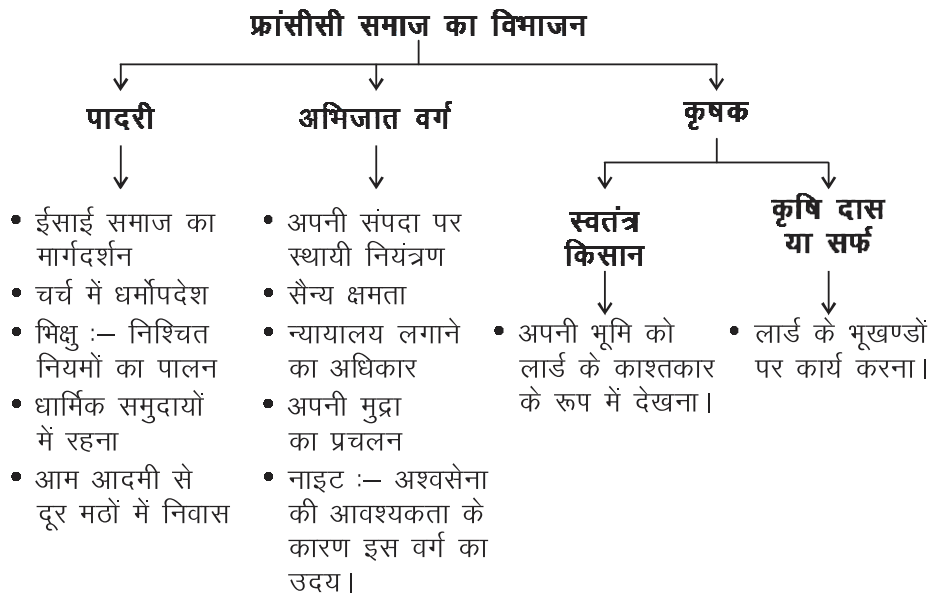 फ्रांसीसी समाज का विभाजन
पादरी
• ईसाई समाज का
मार्गदर्शन
• चर्च में धर्मोपदेश
• भिक्षु :– निश्चित
नियमों का पालन
• धार्मिक समुदायों
में रहना
• आम आदमी से
दूर मठों में निवास
अभिजात वर्ग
• अपनी संपदा पर
स्थायी नियंत्रण
• सैन्य क्षमता
• न्यायालय लगाने
का अधिकार
• अपनी मुद्रा
का प्रचलन
• नाइट :– अश्वसेना
की आवश्यकता के
कारण इस वर्ग का
उदय।
कृषक
स्वतंत्र
किसान
• अपनी भूमि को
लार्ड के काश्तकार
के रूप में देखना।
कृषि दास
या सर्फ
• लार्ड के भूखण्डों
पर कार्य करना।